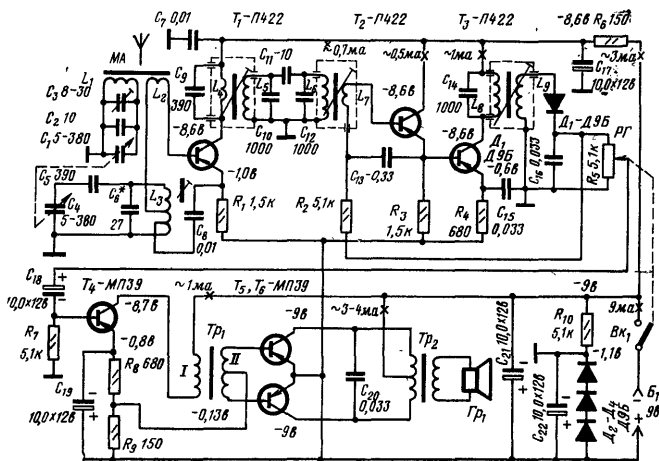 C7 0,01
T1-П422
T2-П422
T3-П422
-8,6в
R6 150
МА
L1
L2
C3 8-30
C2 10
C1 5-380
C9
390
L4
C11-10
≈0,7ма
L5
L6
C10
1000
C12
1000
L7
~0,5ма
-8,6в
~1ма
C14
1000
L8
L9
C17
10,0×12в
~3ма
-8,6в
-1,0в
-8,6в
Д1
Д9Б
-0,6в
Д1-Д9Б
РГ
C16 0,033
R5 5,1к
C5 390
C4
5-380
C6*
27
L3
C8
0,01
R1 1,5к
C13-0,33
R2 5,1к
R3
1,5к
R4
680
C15
0,033
C18
10,0×12в
T4-МП39
~1ма
T5, T6-МП39
-9в
-8,7в
-9в
~3-4ма
9ма
R7
5,1к
-0,8в
Тр1
I
II
Тр2
C21 10,0×12в
R10
5,1к
Вк1
-1,1в
C19
10,0×12в
R8 680
-0,13в
-9в
C20
0,033
Гр1
C22 10,0×12в
Д2-Д4
Д9Б
Б1
9в
R9 150